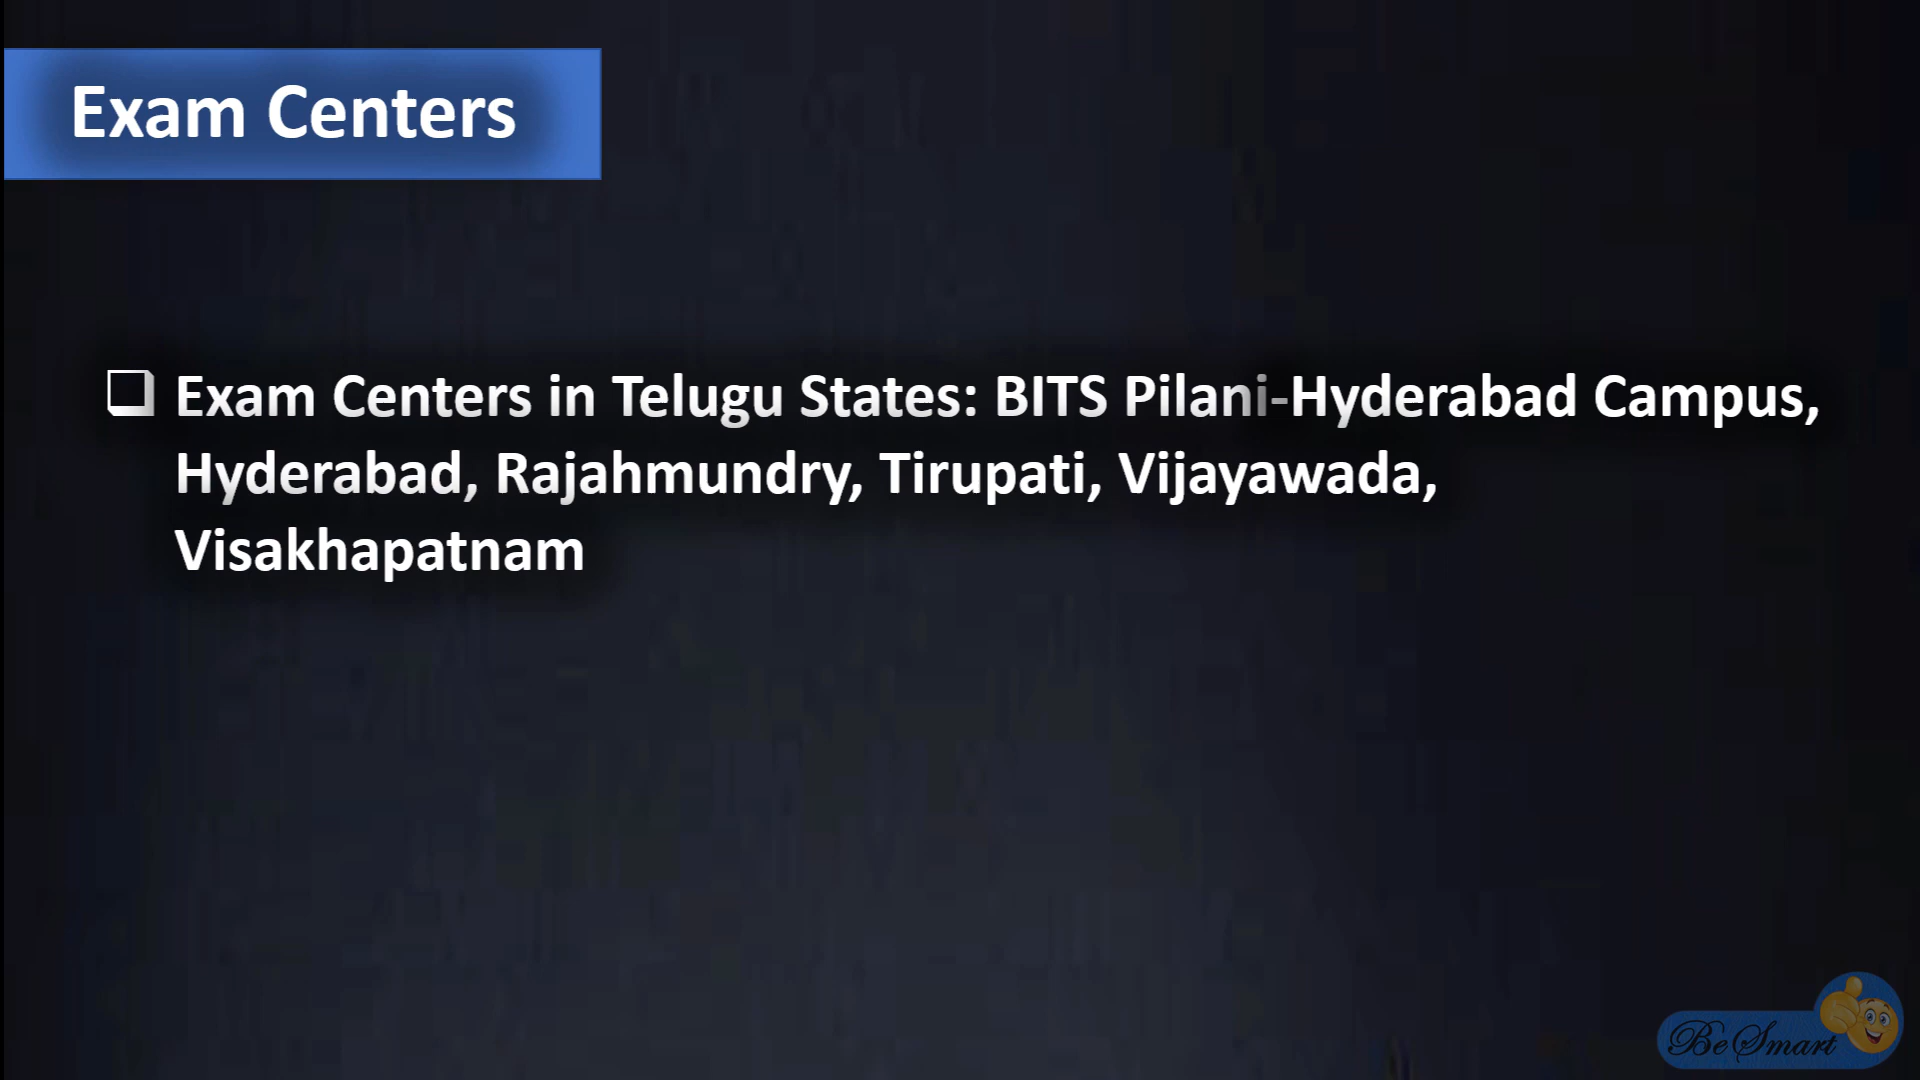 Exam Centers
Exam Centers in Telugu States: BITS Pilani-Hyderabad Campus,
Hyderabad, Rajahmundry, Tirupati, Vijayawada,
Visakhapatnam
Be Smart